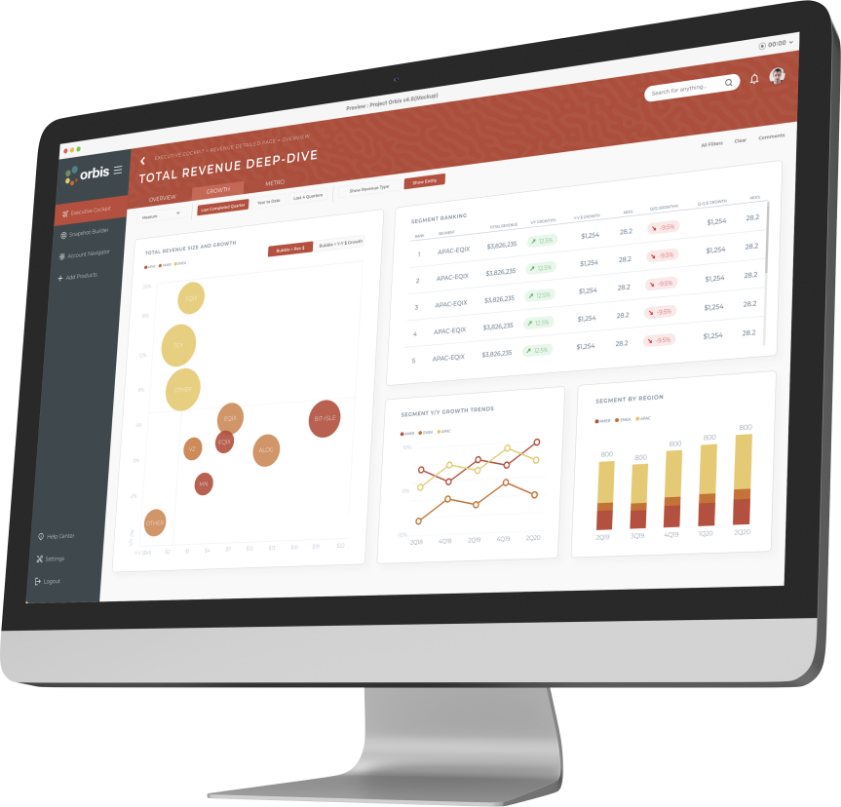 00:00
Preview - Project Orbis v6.8(Mockup)
Search for anything...
orbis
EXECUTIVE COCKPIT > REVENUE-DETAILED PAGE > OVERVIEW
TOTAL REVENUE DEEP-DIVE
OVERVIEW GROWTH METRO
All Filters Clear Comments
Measure Last Completed Quarter Year to Date Last 4 Quarters Show Revenue Type Show Entity
Executive Cockpit
Snapshot Builder
Account Navigator
Add Products
Help Center
Settings
Logout
TOTAL REVENUE SIZE AND GROWTH
Bubble = Rev $ Bubble = Y-Y $ Growth
EQIX
OTHER
EQIX
BIT-ISLE
EQIX
VZ
ALOG
MN
OTHER
SEGMENT RANKING
RANK SEGMENT TOTAL REVENUE Y/Y GROWTH% Y-Y $ GROWTH MRR% Q/Q GROWTH% Q-Q $ GROWTH MRR%
1 APAC-EQIX $3,826,235 12.5% $1,254 28.2 -9.5% $1,254 28.2
2 APAC-EQIX $3,826,235 12.5% $1,254 28.2 -9.5% $1,254 28.2
3 APAC-EQIX $3,826,235 12.5% $1,254 28.2 -9.5% $1,254 28.2
4 APAC-EQIX $3,826,235 12.5% $1,254 28.2 -9.5% $1,254 28.2
5 APAC-EQIX $3,826,235 12.5% $1,254 28.2 -9.5% $1,254 28.2
SEGMENT Y/Y GROWTH TRENDS
AMER EMEA APAC
2Q18 4Q18 2Q19 4Q19 2Q20
SEGMENT BY REGION
AMER EMEA APAC
800 800 800 800 800
2Q19 3Q19 4Q19 1Q20 2Q20